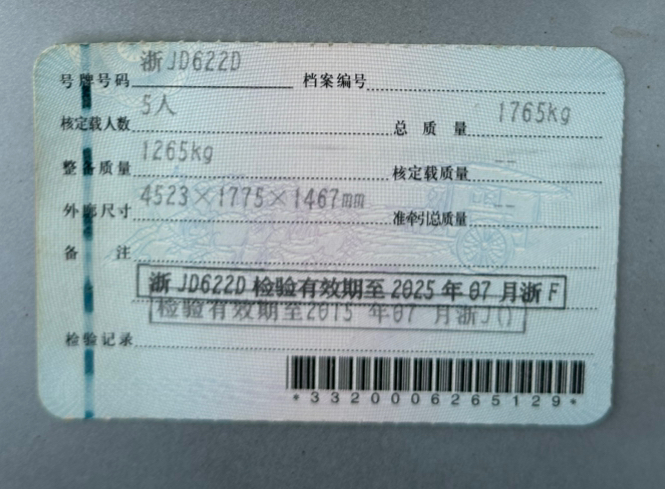 号牌号码 浙JD622D 档案编号
核定载人数 5人 总质量 1765kg
整备质量 1265kg 核定载质量 --
外廓尺寸 4523×1775×1467mm 准牵引总质量 --
备注
浙JD622D 检验有效期至 2025年07月浙F
检验有效期至2015年07月浙J()
检验记录
*3320006265129*